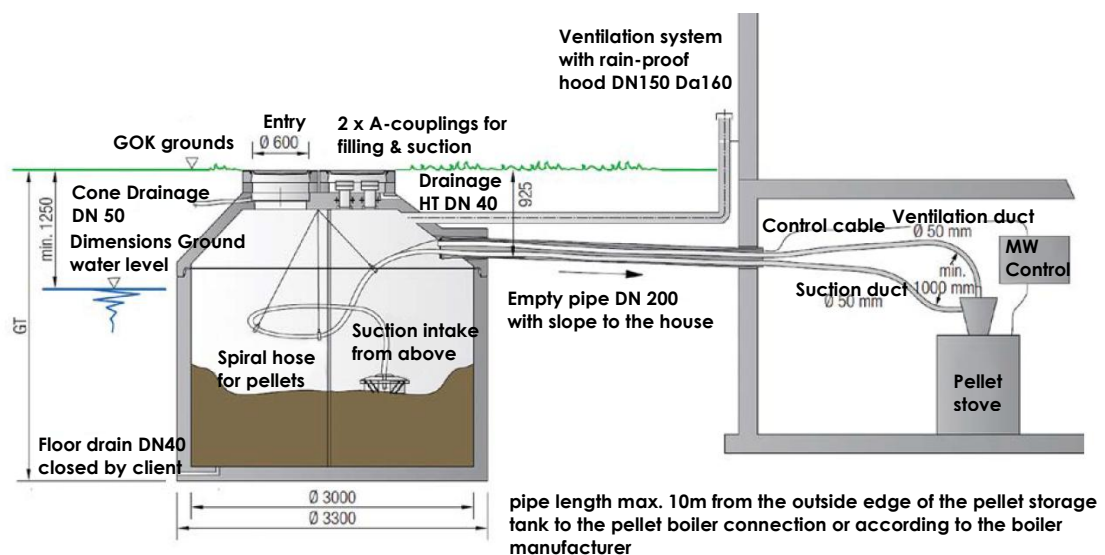 Ventilation system
with rain-proof
hood DN150 Da160
Entry
Ø 600
2 x A-couplings for
filling & suction
GOK grounds
Cone Drainage
DN 50
Drainage
HT DN 40
925
min. 1250
Dimensions Ground
water level
GT
Control cable
Ventilation duct
Ø 50 mm
MW
Control
min.
1000 mm
Suction duct
Ø 50 mm
Empty pipe DN 200
with slope to the house
Suction intake
from above
Spiral hose
for pellets
Pellet
stove
Floor drain DN40
closed by client
Ø 3000
Ø 3300
pipe length max. 10m from the outside edge of the pellet storage
tank to the pellet boiler connection or according to the boiler
manufacturer